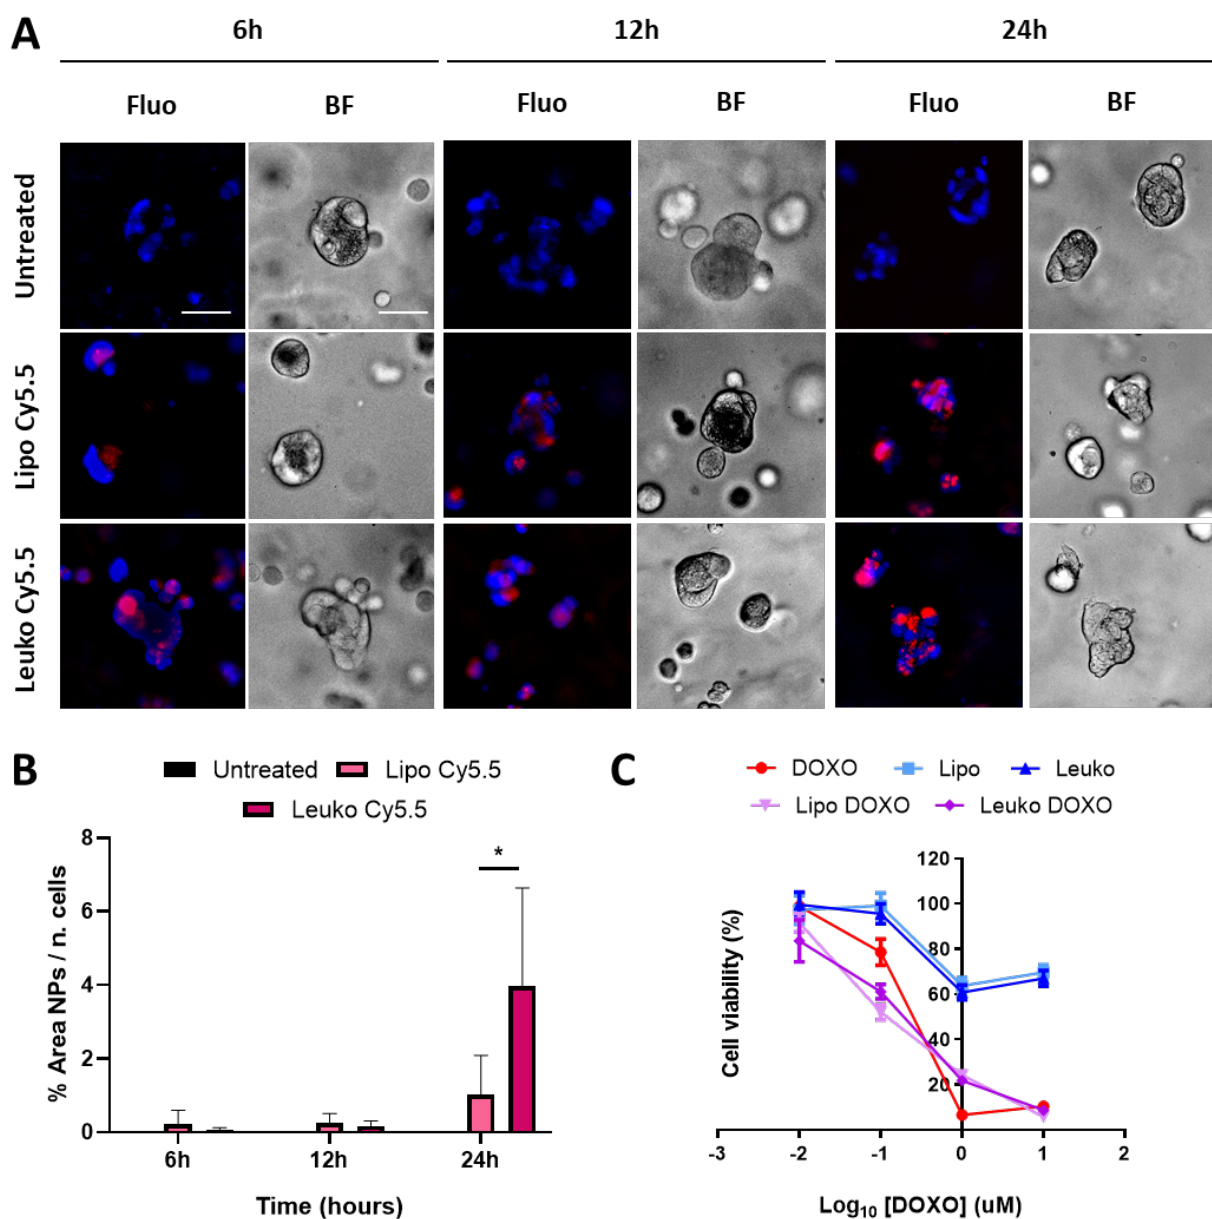 A
6h 12h 24h
Fluo BF Fluo BF Fluo BF
Untreated
Lipo Cy5.5
Leuko Cy5.5
B
Untreated Lipo Cy5.5
Leuko Cy5.5
% Area NPs / n. cells
8
6
4
2
0
*
6h 12h 24h
Time (hours)
C
DOXO Lipo Leuko
Lipo DOXO Leuko DOXO
Cell viability (%)
120
100
80
60
40
20
-3 -2 -1 0 1 2
Log₁₀ [DOXO] (uM)